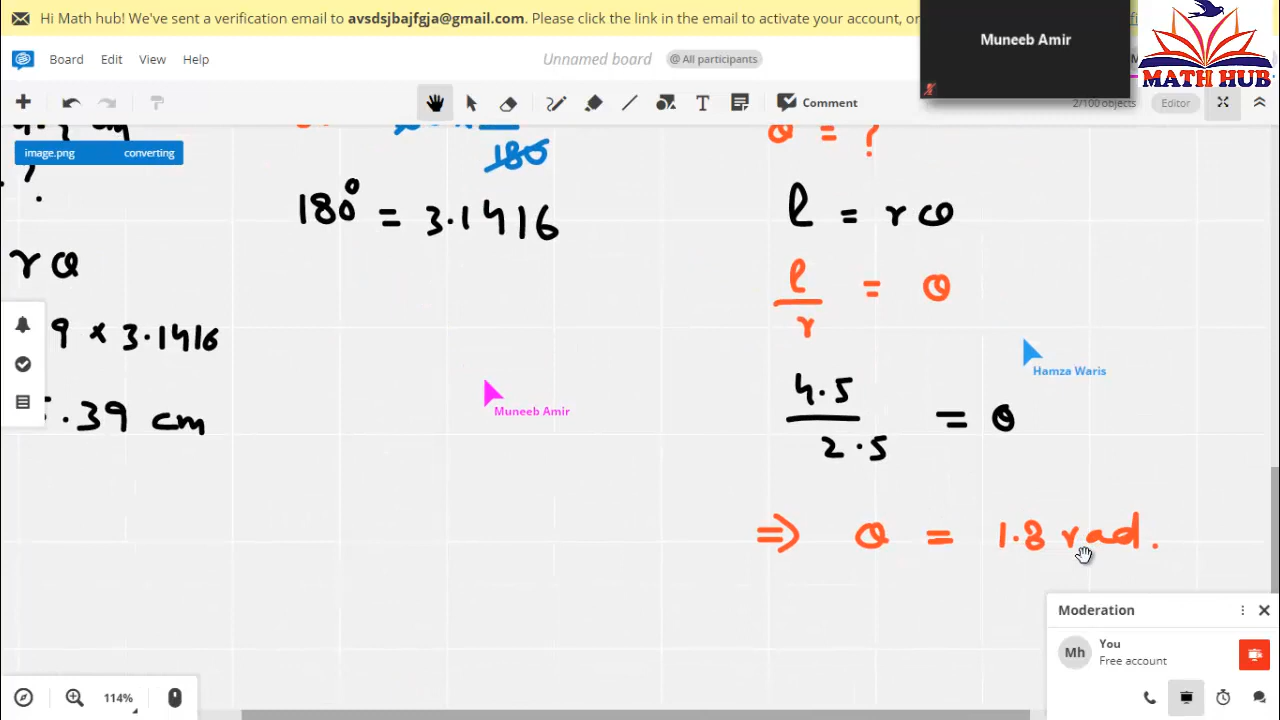 Hi Math hub! We've sent a verification email to avsdsjbajfgja@gmail.com. Please click the link in the email to activate your account, or
Muneeb Amir
MATH HUB
Board Edit View Help
Unnamed board
@ All participants
Comment
2/100 objects
Editor
image.png converting
180
θ = ?
?
180° = 3.1416
l = rθ
rθ
l/r = θ
9 × 3.1416
Hamza Waris
Muneeb Amir
4.5/2.5 = θ
.39 cm
⇒ θ = 1.8 rad.
Moderation
Mh
You
Free account
114%